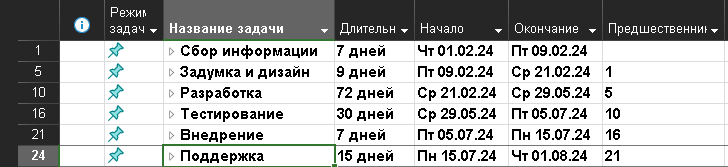 Режим задач Название задачи Длительн Начало Окончание Предшественник
1 Сбор информации 7 дней Чт 01.02.24 Пт 09.02.24
5 Задумка и дизайн 9 дней Пт 09.02.24 Ср 21.02.24 1
10 Разработка 72 дней Ср 21.02.24 Ср 29.05.24 5
16 Тестирование 30 дней Ср 29.05.24 Пт 05.07.24 10
21 Внедрение 7 дней Пт 05.07.24 Пн 15.07.24 16
24 Поддержка 15 дней Пн 15.07.24 Чт 01.08.24 21